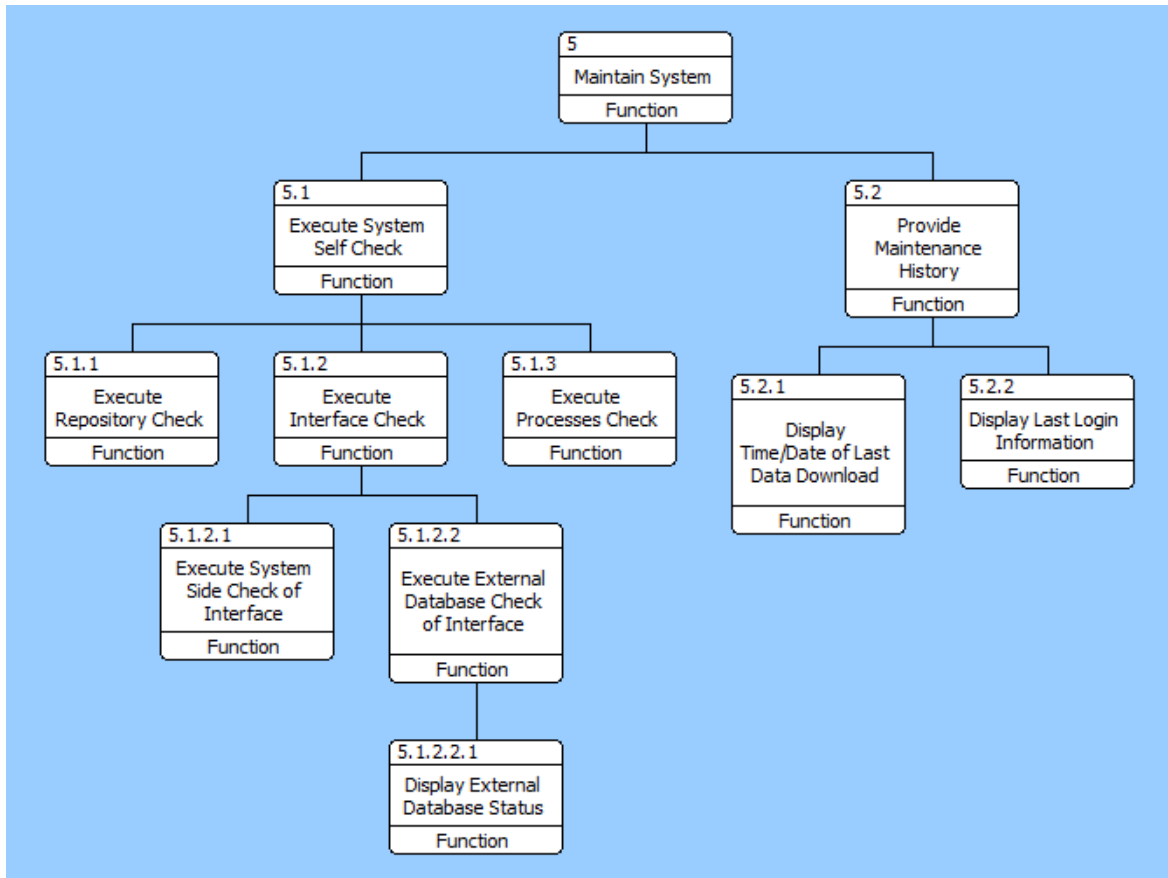 5
Maintain System
Function
5.1
Execute System
Self Check
Function
5.2
Provide
Maintenance
History
Function
5.1.1
Execute
Repository Check
Function
5.1.2
Execute
Interface Check
Function
5.1.3
Execute
Processes Check
Function
5.2.1
Display
Time/Date of Last
Data Download
Function
5.2.2
Display Last Login
Information
Function
5.1.2.1
Execute System
Side Check of
Interface
Function
5.1.2.2
Execute External
Database Check
of Interface
Function
5.1.2.2.1
Display External
Database Status
Function